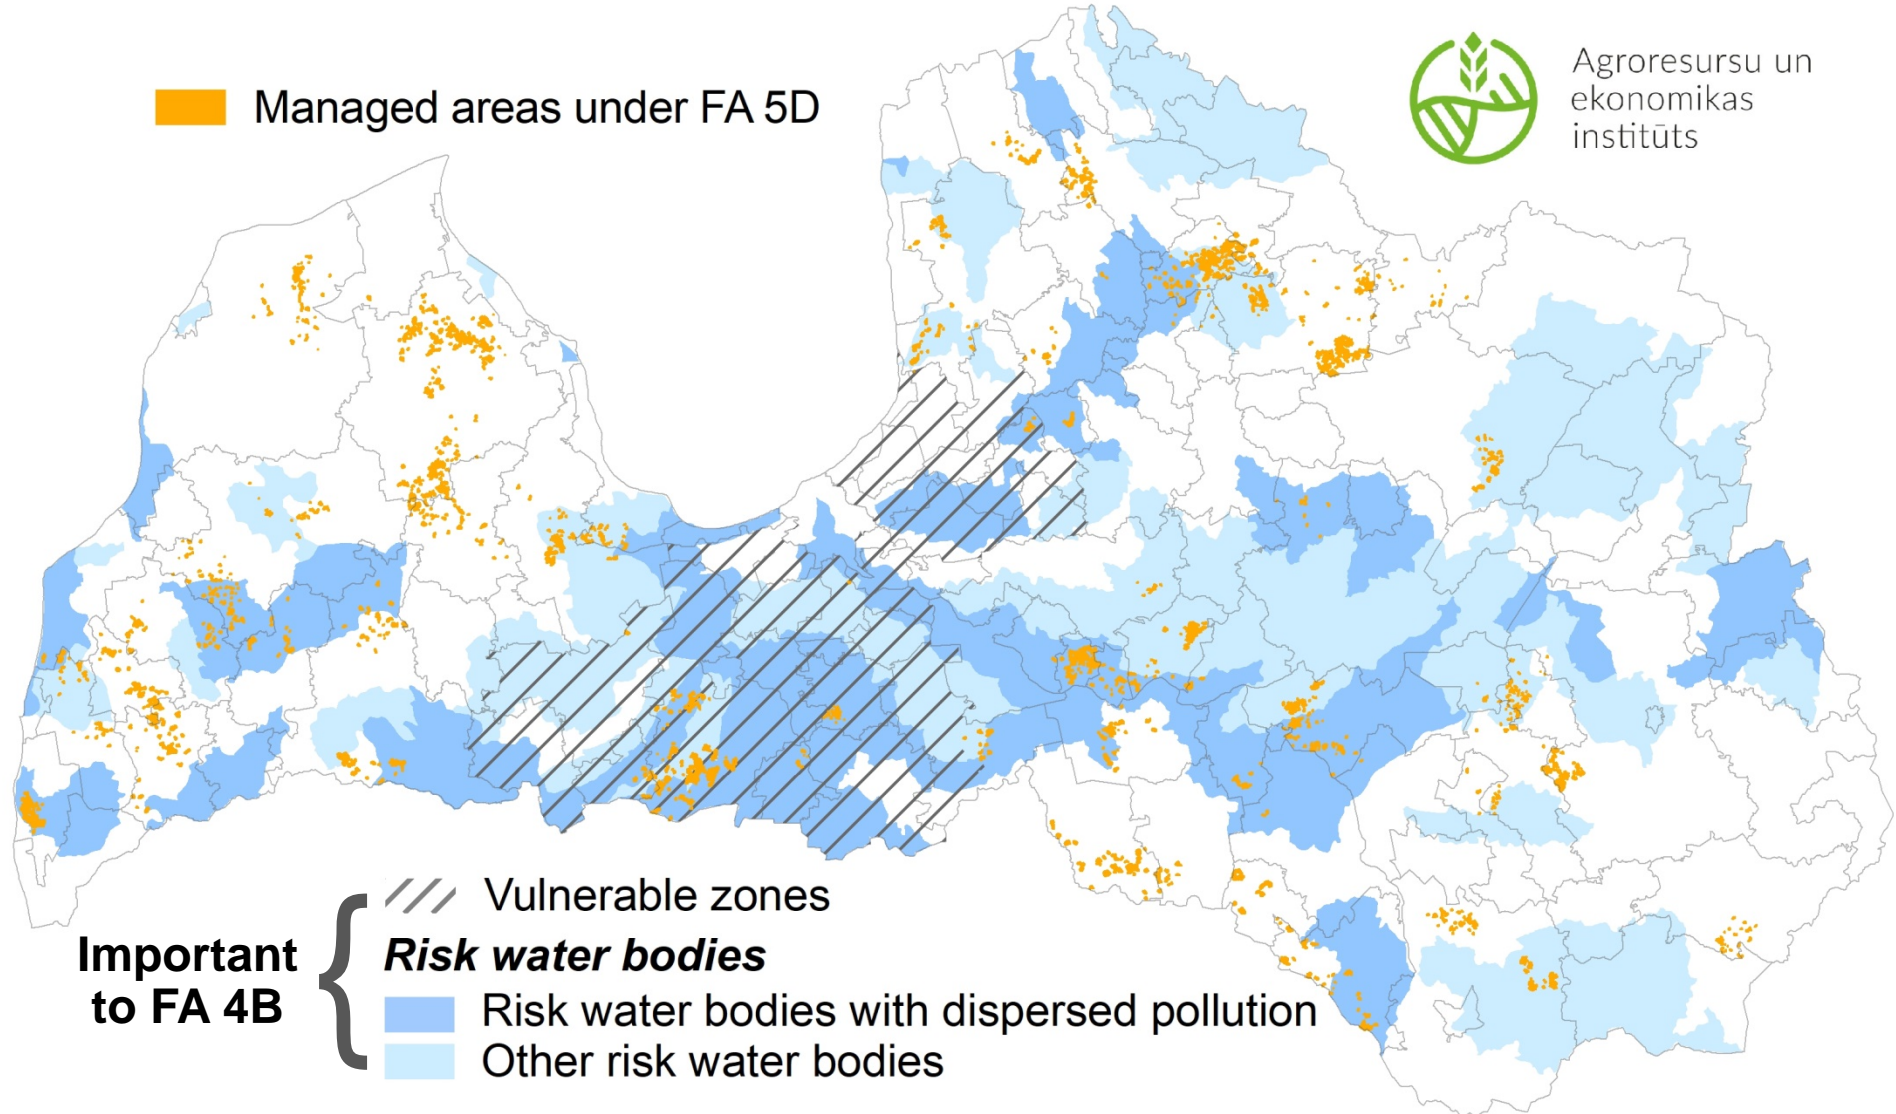 Managed areas under FA 5D
Agroresursu un
ekonomikas
institūts
Important
to FA 4B
Vulnerable zones
Risk water bodies
Risk water bodies with dispersed pollution
Other risk water bodies